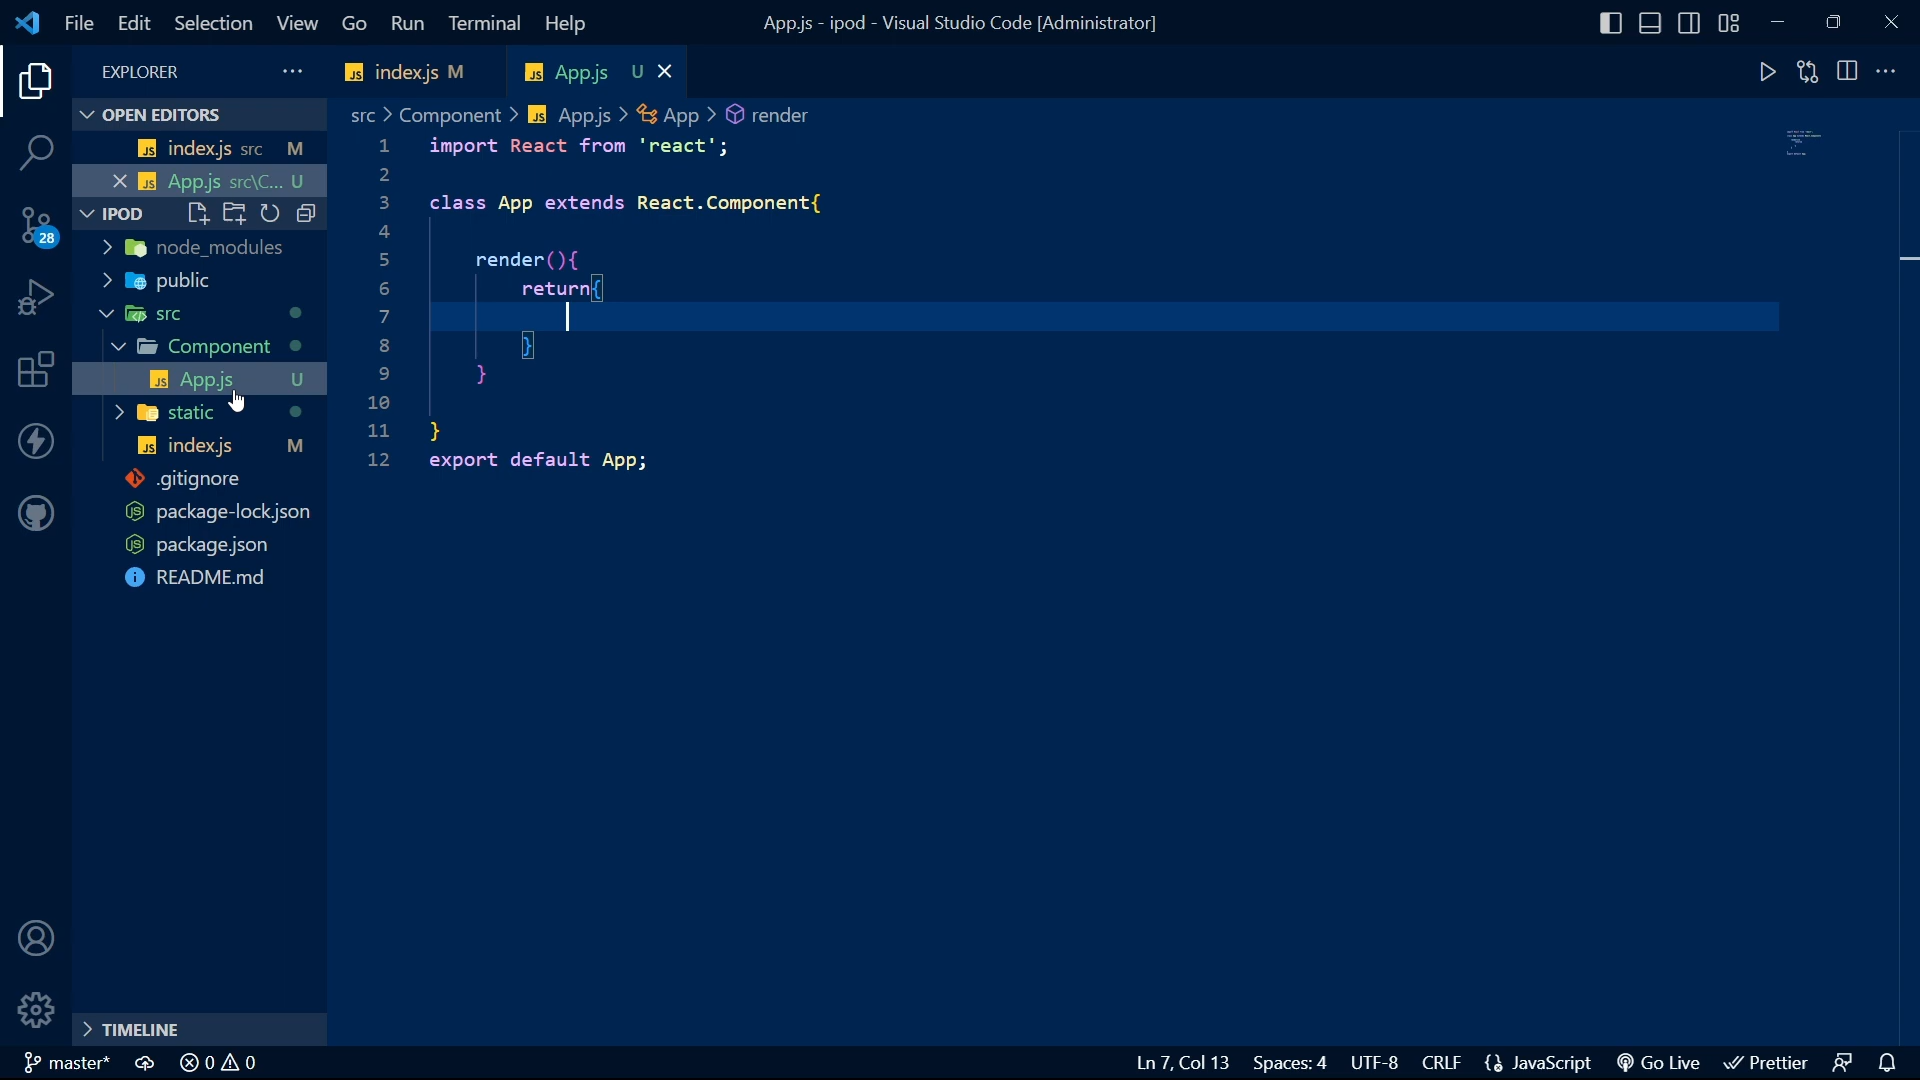 File Edit Selection View Go Run Terminal Help App.js - ipod - Visual Studio Code [Administrator]
EXPLORER
index.js M App.js U
OPEN EDITORS
index.js src M
App.js src\C... U
IPOD
28
node_modules
public
src
Component
App.js U
static
index.js M
.gitignore
package-lock.json
package.json
README.md
TIMELINE
src > Component > App.js > App > render
1 import React from 'react';
2
3 class App extends React.Component{
4
5 render(){
6 return{
7
8 }
9 }
10
11 }
12 export default App;
master* 0 0 Ln 7, Col 13 Spaces: 4 UTF-8 CRLF JavaScript Go Live Prettier